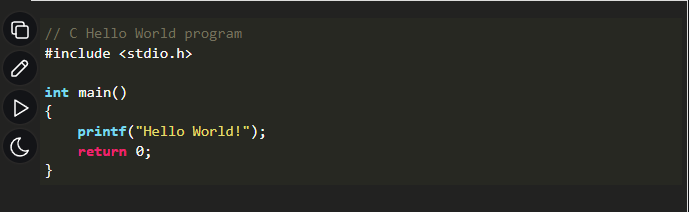 // C Hello World program
#include <stdio.h>
int main()
{
    printf("Hello World!");
    return 0;
}